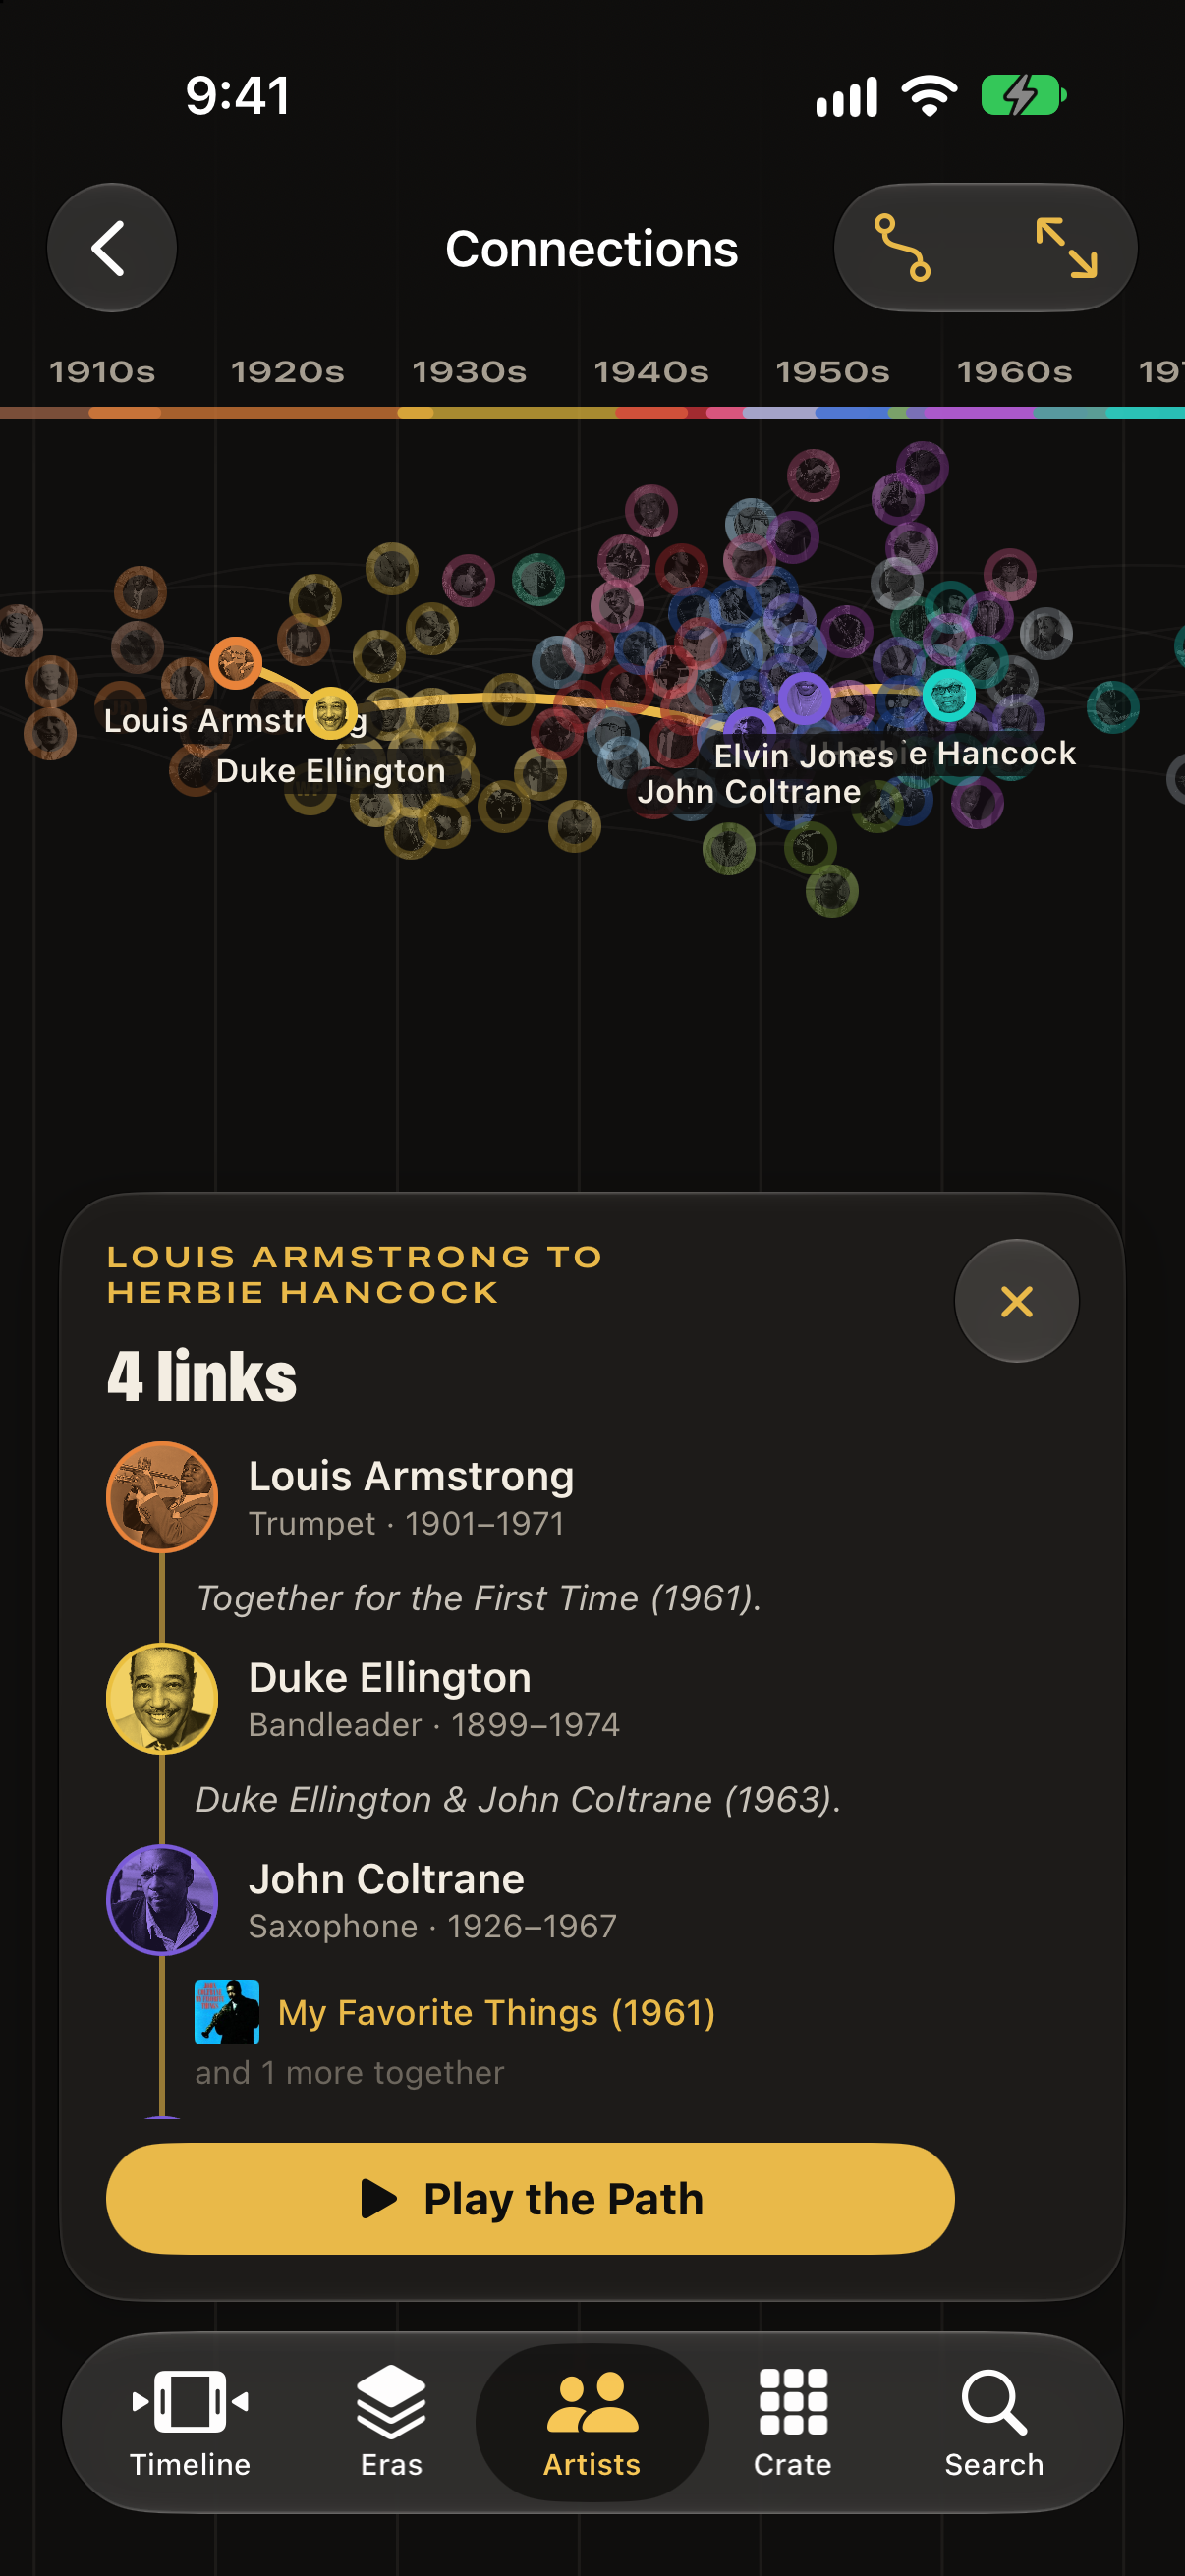 9:41
Connections
1910s 1920s 1930s 1940s 1950s 1960s 197
Louis Armstr g
Duke Ellington
Elvin Jones
Herbie Hancock
John Coltrane
LOUIS ARMSTRONG TO
HERBIE HANCOCK
4 links
Louis Armstrong
Trumpet · 1901–1971
Together for the First Time (1961).
Duke Ellington
Bandleader · 1899–1974
Duke Ellington & John Coltrane (1963).
John Coltrane
Saxophone · 1926–1967
My Favorite Things (1961)
and 1 more together
Play the Path
Timeline
Eras
Artists
Crate
Search